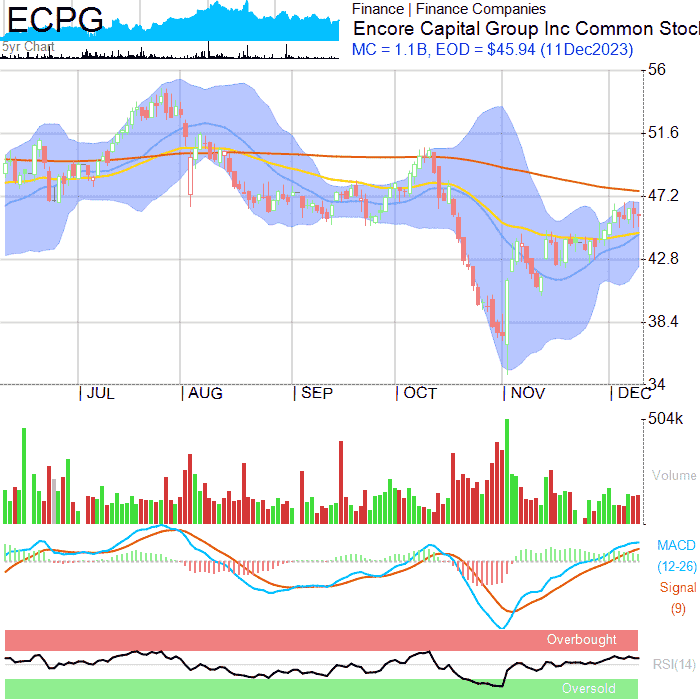 ECPG
5yr Chart
Finance | Finance Companies
Encore Capital Group Inc Common Stoc
MC = 1.1B, EOD = $45.94 (11Dec2023)
56
51.6
47.2
42.8
38.4
34
| JUL | AUG | SEP | OCT | NOV | DEC
504k
Volume
MACD
(12-26)
Signal
(9)
Overbought
RSI(14)
Oversold